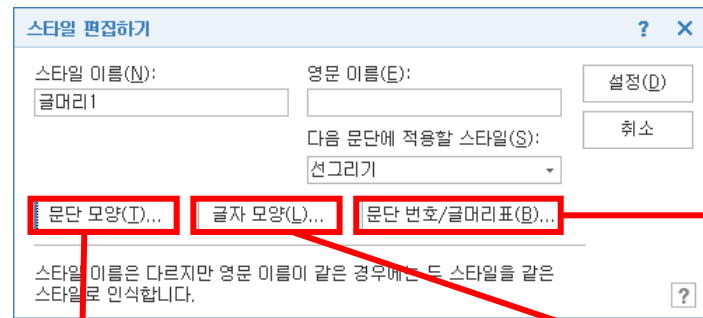 스타일 편집하기 ? ×
스타일 이름(N): 영문 이름(E): 설정(D)
글머리1
취소
다음 문단에 적용할 스타일(S):
선그리기
문단 모양(T)... 글자 모양(L)... 문단 번호/글머리표(B)...
스타일 이름은 다르지만 영문 이름이 같은 경우에는 두 스타일을 같은
스타일로 인식합니다.
?